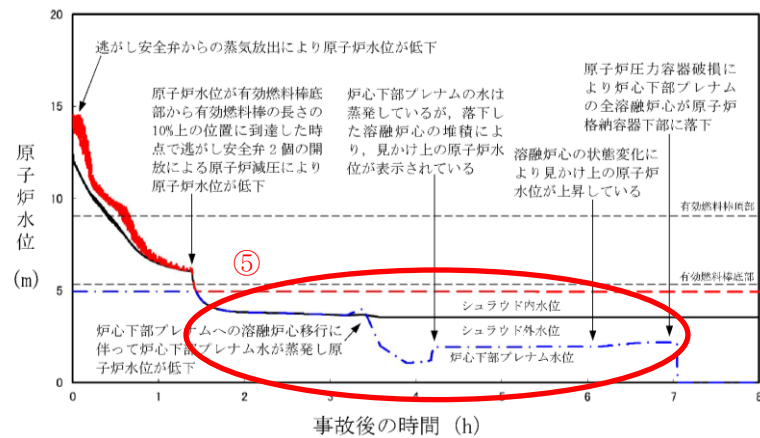 逃がし安全弁からの蒸気放出により原子炉水位が低下
原子炉水位が有効燃料棒底
部から有効燃料棒の長さの
10%上の位置に到達した時
点で逃がし安全弁2個の開
放による原子炉減圧により
原子炉水位が低下
炉心下部プレナムの水は
蒸発しているが，落下し
た溶融炉心の堆積によ
り，見かけ上の原子炉水
位が表示されている
原子炉圧力容器破損に
より炉心下部プレナム
の全溶融炉心が原子炉
格納容器下部に落下
溶融炉心の状態変化に
より見かけ上の原子炉
水位が上昇している
20
15
10
5
0
原子炉水位
(m)
有効燃料棒頂部
有効燃料棒底部
⑤
シュラウド内水位
シュラウド外水位
炉心下部プレナム水位
炉心下部プレナムへの溶融炉心移行に
伴って炉心下部プレナム水が蒸発し原
子炉水位が低下
0 1 2 3 4 5 6 7 8
事故後の時間 (h)